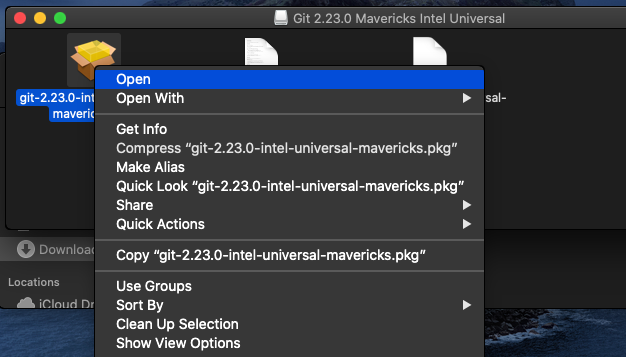 Git 2.23.0 Mavericks Intel Universal
git-2.23.0-int
maveric
sal-
Open
Open With
Get Info
Compress “git-2.23.0-intel-universal-mavericks.pkg”
Make Alias
Quick Look “git-2.23.0-intel-universal-mavericks.pkg”
Share
Quick Actions
Copy “git-2.23.0-intel-universal-mavericks.pkg”
Use Groups
Sort By
Clean Up Selection
Show View Options
Download
Locations
iCloud Dr